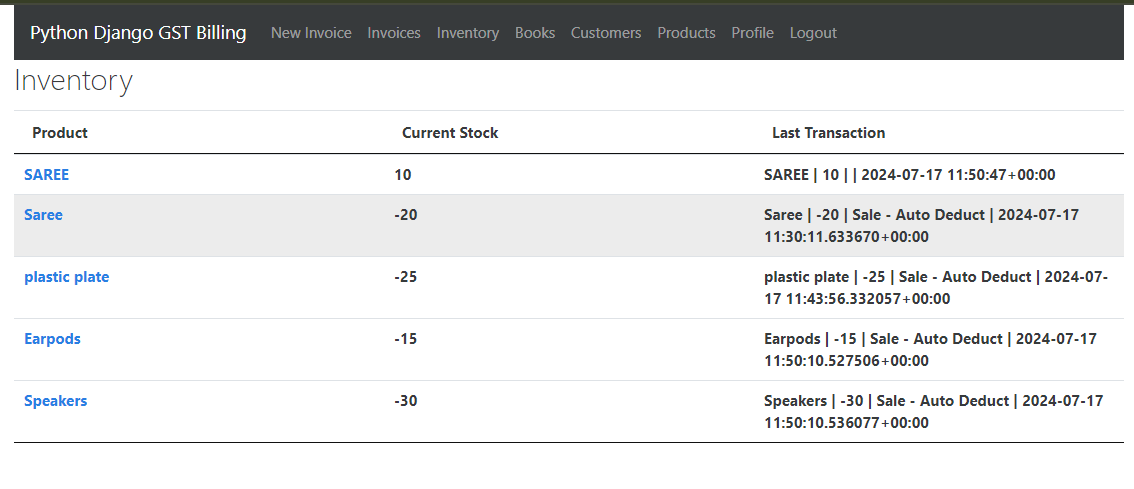 Python Django GST Billing New Invoice Invoices Inventory Books Customers Products Profile Logout
Inventory
Product Current Stock Last Transaction
SAREE 10 SAREE | 10 | | 2024-07-17 11:50:47+00:00
Saree -20 Saree | -20 | Sale - Auto Deduct | 2024-07-17
11:30:11.633670+00:00
plastic plate -25 plastic plate | -25 | Sale - Auto Deduct | 2024-07-
17 11:43:56.332057+00:00
Earpods -15 Earpods | -15 | Sale - Auto Deduct | 2024-07-17
11:50:10.527506+00:00
Speakers -30 Speakers | -30 | Sale - Auto Deduct | 2024-07-17
11:50:10.536077+00:00